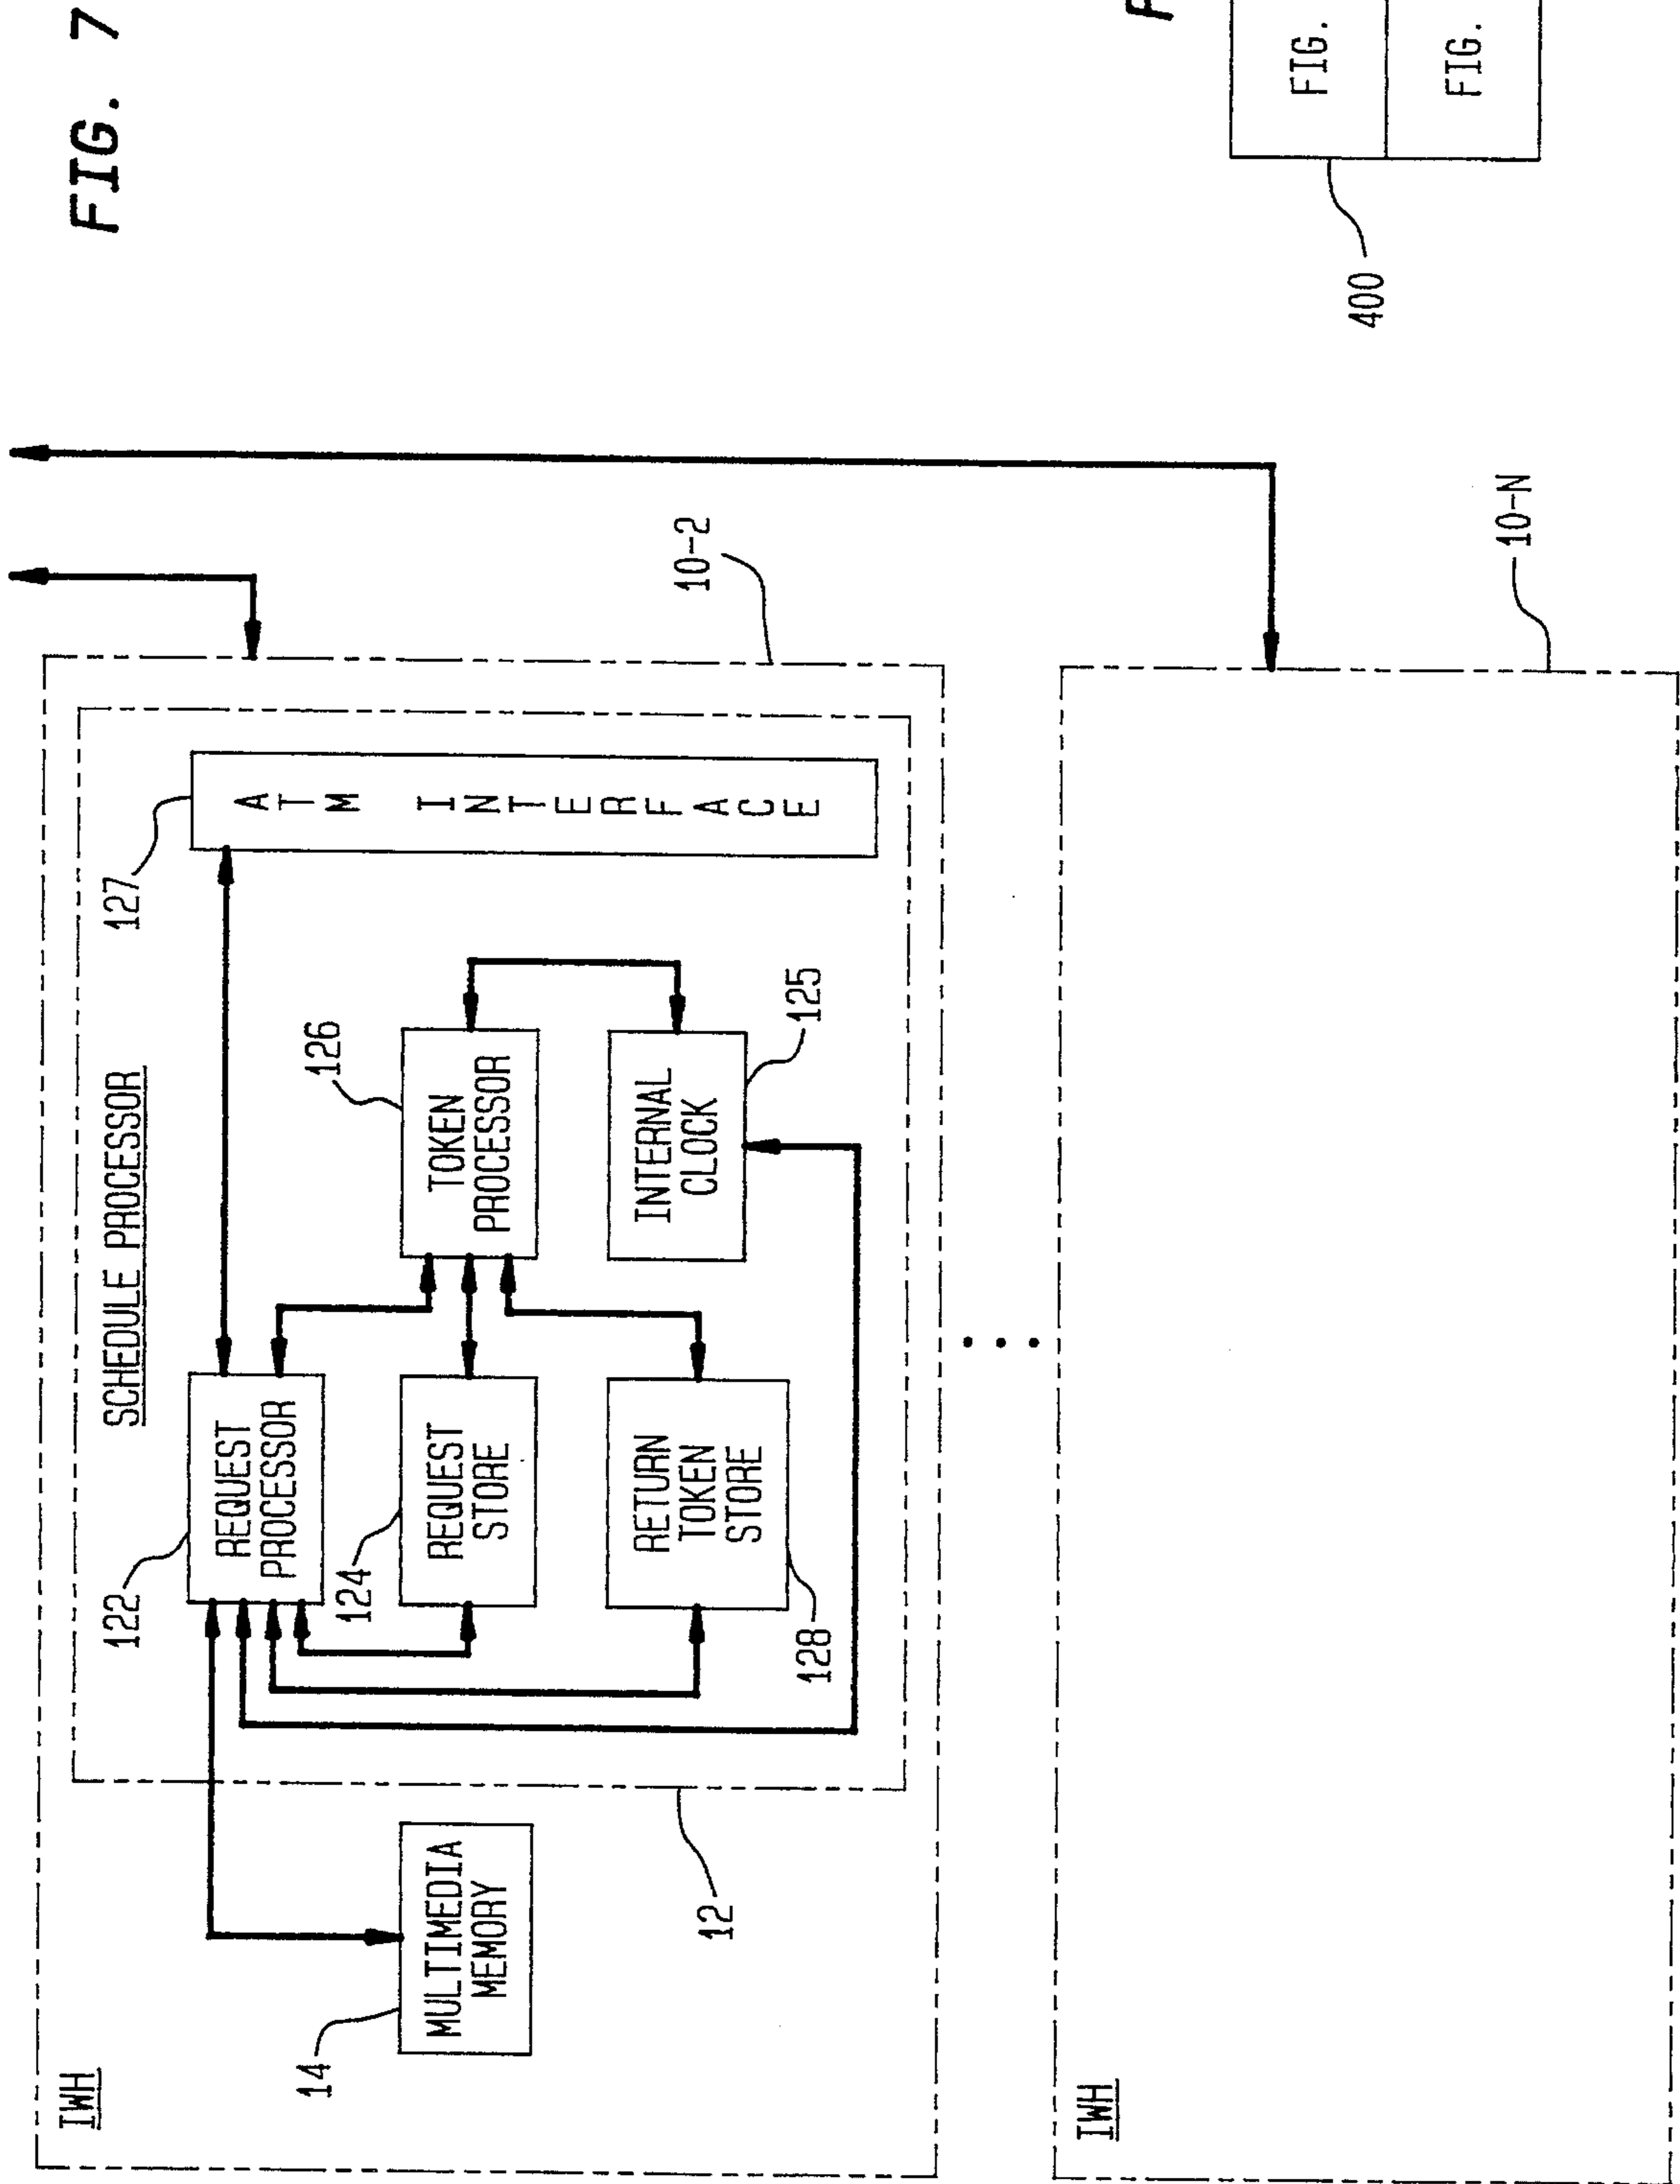 FIG. 7
IWH
10-2
SCHEDULE PROCESSOR
12
127
ATM INTERFACE
122
REQUEST
PROCESSOR
126
TOKEN
PROCESSOR
124
REQUEST
STORE
INTERNAL
CLOCK
125
RETURN
TOKEN
STORE
128
14
MULTIMEDIA
MEMORY
IWH
10-N
F
FIG.
FIG.
400